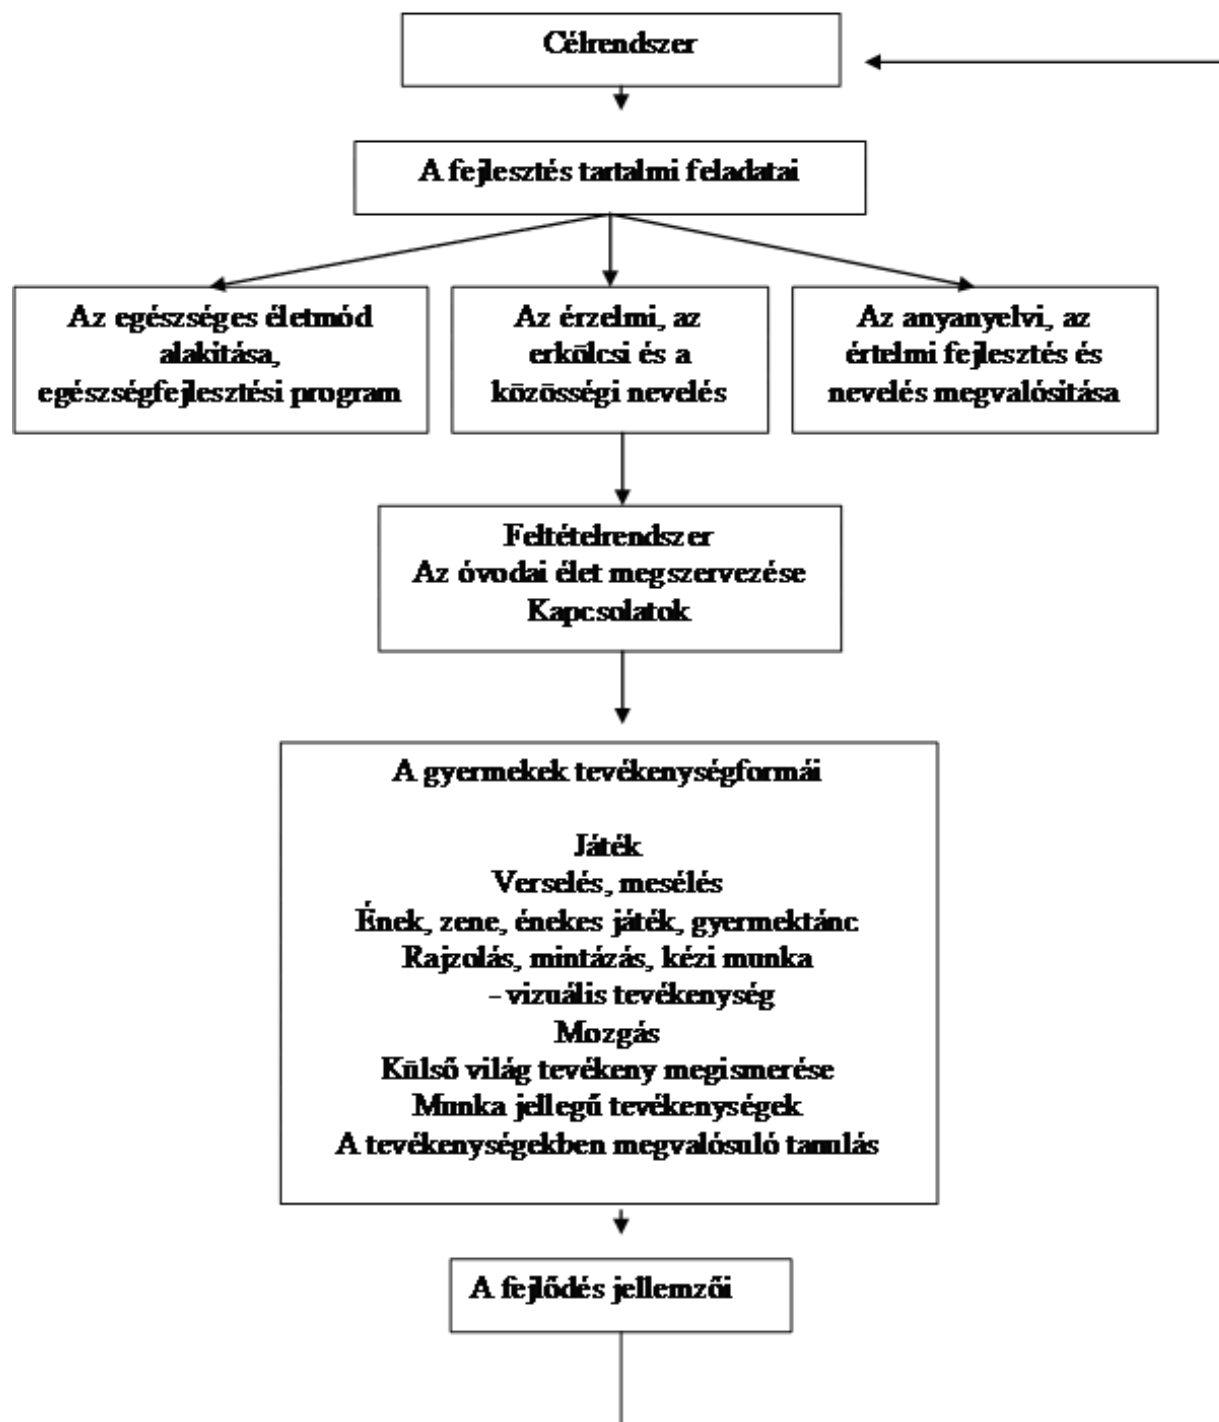 Célrendszer
A fejlesztés tartalmi feladatai
Az egészséges életmód
alakitása,
egészségfejlesztési program
Az érzelmi, az
erkölcsi és a
közösségi nevelés
Az anyanyelvi, az
értelmi fejlesztés és
nevelés megvalósitása
Feltételrendszer
Az óvodai élet megszervezése
Kapcsolatok
A gyermekek tevékenységformái
Játék
Verselés, mesélés
Ének, zene, énekes játék, gyermektánc
Rajzolás, mintázás, kézi munka
- vizuális tevékenység
Mozgás
Külső világ tevékeny megismerése
Munka jellegű tevékenységek
A tevékenységekben megvalósuló tanulás
A fejlődés jellemzői